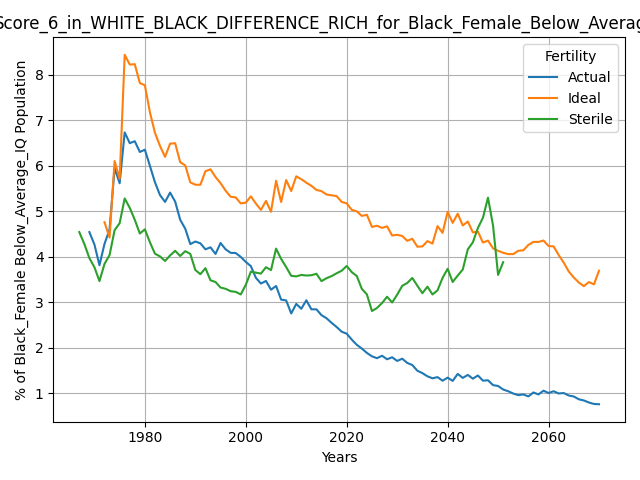 Score_6_in_WHITE_BLACK_DIFFERENCE_RICH_for_Black_Female_Below_Average
% of Black_Female Below_Average_IQ Population
Fertility
Actual
Ideal
Sterile
8
7
6
5
4
3
2
1
1980 2000 2020 2040 2060
Years